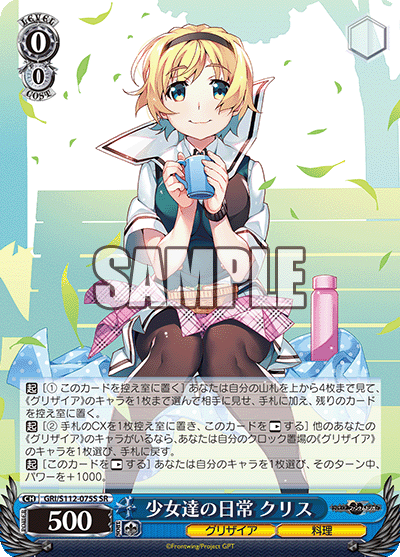 LEVEL
0
0
COST
SAMPLE
起 [① このカードを控え室に置く] あなたは自分の山札を上から4枚まで見て、
《グリザイア》のキャラを1枚まで選んで相手に見せ、手札に加え、残りのカード
を控え室に置く。
起 [② 手札のCXを1枚控え室に置き、このカードを する] 他のあなたの
《グリザイア》のキャラがいるなら、あなたは自分のクロック置場の《グリザイア》
のキャラを1枚選び、手札に戻す。
起 [このカードを する] あなたは自分のキャラを1枚選び、そのターン中、
パワーを+1000。
CH GRI/S112-075S SR
少女達の日常 クリス
500
グリザイア
料理
©Frontwing/Project GPT